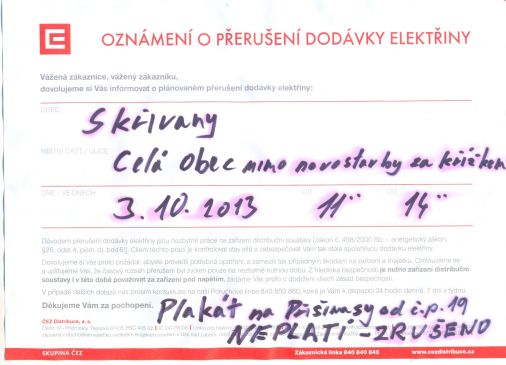 OZNÁMENÍ O PŘERUŠENÍ DODÁVKY ELEKTŘINY
Vážená zákaznice, vážený zákazníku,
dovolujeme si Vás informovat o plánovaném přerušení dodávky elektřiny:
OBEC
Skřivany
MÍSTNÍ ČÁST / ULICE
Celá obec mimo novostavby za křížkem
DNE / VE DNECH
OD
DO
3.10.2013 11°° 14°°
Důvodem přerušení dodávky elektřiny jsou nezbytné práce na zařízení distribuční soustavy (zákon č. 458/2000 Sb. – energetický zákon,
§25, odst. 4, písm. d), bod 5). Cílem těchto prací je kontrolovat stav sítě a zabezpečovat Vám tak stále spolehlivou dodávku elektřiny.
Dovolujeme si Vás proto požádat, abyste provedli potřebná opatření, a zamezili tak případným škodám na zařízení a majetku. Omlouváme se
a ujišťujeme Vás, že časový rozsah přerušení byl zvolen pouze na nezbytně nutnou dobu. Z hlediska bezpečnosti je nutno zařízení distribuční
soustavy i v této době považovat za zařízení pod napětím, žádáme Vás proto o dodržení všech zásad bezpečnosti.
V případě dalších dotazů nás prosím kontaktujte na naší Poruchové lince 840 850 860, která je Vám k dispozici 24 hodin denně, 7 dní v týdnu.
Děkujeme Vám za pochopení.
Plakát na Přišimasy od č.p. 19
NEPLATÍ – ZRUŠENO
ČEZ Distribuce, a. s.
SKUPINA ČEZ
Zákaznická linka 840 840 840
www.cezdistribuce.cz